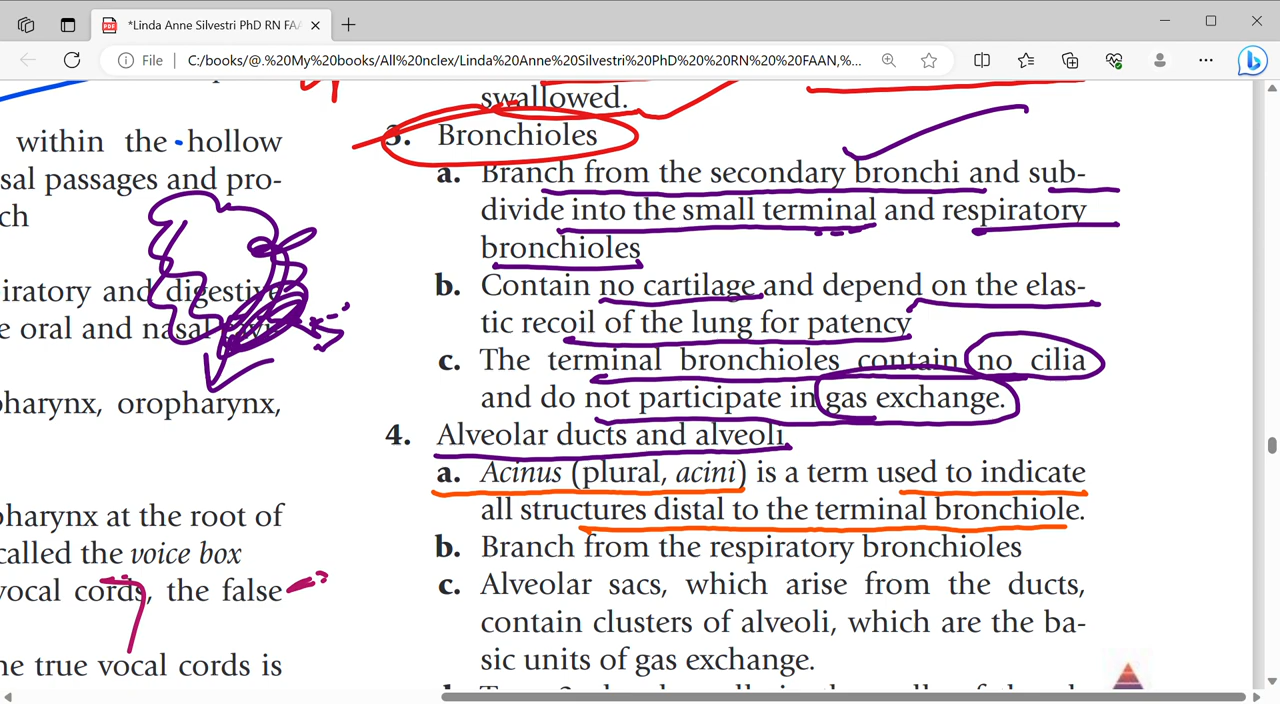 *Linda Anne Silvestri PhD RN FAA
File
C:/books/@.%20My%20books/All%20nclex/Linda%20Anne%20Silvestri%20PhD%20%20RN%20%20FAAN,%...
swallowed.
within the hollow
sal passages and pro-
ch
iratory and digestive
e oral and nasal
pharynx, oropharynx,
pharynx at the root of
called the voice box
vocal cords, the false
he true vocal cords is
3. Bronchioles
a. Branch from the secondary bronchi and sub-
divide into the small terminal and respiratory
bronchioles
b. Contain no cartilage and depend on the elas-
tic recoil of the lung for patency
c. The terminal bronchioles contain no cilia
and do not participate in gas exchange.
4. Alveolar ducts and alveoli
a. Acinus (plural, acini) is a term used to indicate
all structures distal to the terminal bronchiole.
b. Branch from the respiratory bronchioles
c. Alveolar sacs, which arise from the ducts,
contain clusters of alveoli, which are the ba-
sic units of gas exchange.